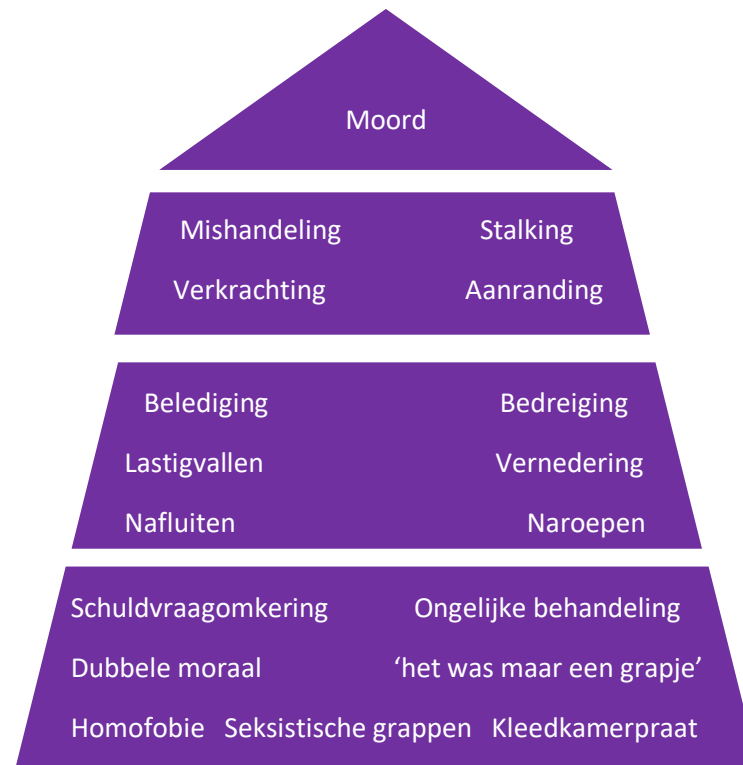 Moord
Mishandeling Stalking
Verkrachting Aanranding
Belediging Bedreiging
Lastigvallen Vernedering
Nafluiten Naroepen
Schuldvraagomkering Ongelijke behandeling
Dubbele moraal ‘het was maar een grapje’
Homofobie Seksistische grappen Kleedkamerpraat